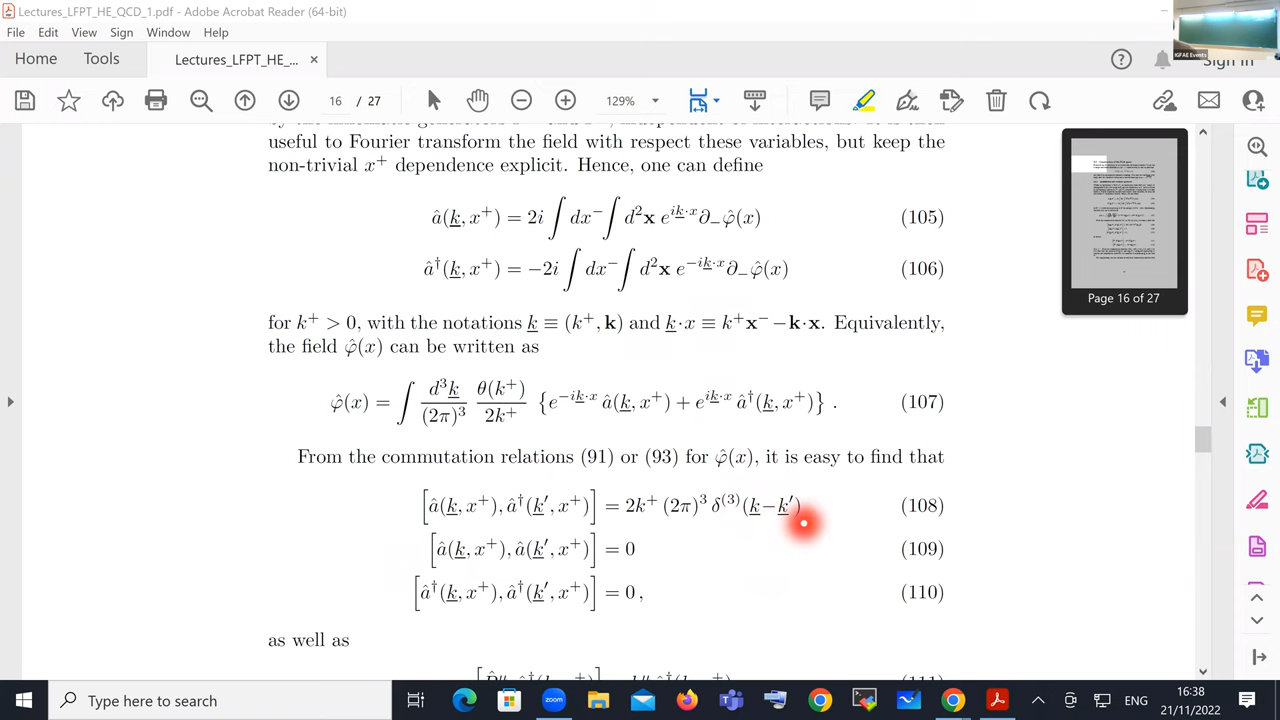 Lectures_LFPT_HE_QCD_1.pdf - Adobe Acrobat Reader (64-bit)
File Edit View Sign Window Help
Home Tools Lectures_LFPT_HE_... × Sign In
IGFAE Events
16 / 27 129%
useful to Fourier transform the field with respect these variables, but keep the
non-trivial x⁺ dependence explicit. Hence, one can define
â(k̲, x⁺) = 2i ∫ dx⁻ ∫ d²𝐱 e^{ik̲·x} ∂₋φ̂(x) (105)
â†(k̲, x⁺) = −2i ∫ dx⁻ ∫ d²𝐱 e^{−ik̲·x} ∂₋φ̂(x) (106)
for k⁺ > 0, with the notations k̲ ≡ (k⁺, 𝐤) and k̲·x ≡ k⁺𝐱⁻ − 𝐤·𝐱. Equivalently,
the field φ̂(x) can be written as
φ̂(x) = ∫ d³k̲/(2π)³ θ(k⁺)/2k⁺ {e^{−ik̲·x} â(k̲, x⁺) + e^{ik̲·x} â†(k̲, x⁺)} . (107)
From the commutation relations (91) or (93) for φ̂(x), it is easy to find that
[â(k̲, x⁺), â†(k̲′, x⁺)] = 2k⁺ (2π)³ δ⁽³⁾(k̲−k̲′) (108)
[â(k̲, x⁺), â(k̲′, x⁺)] = 0 (109)
[â†(k̲, x⁺), â†(k̲′, x⁺)] = 0 , (110)
as well as
Page 16 of 27
Type here to search
ENG
16:38
21/11/2022